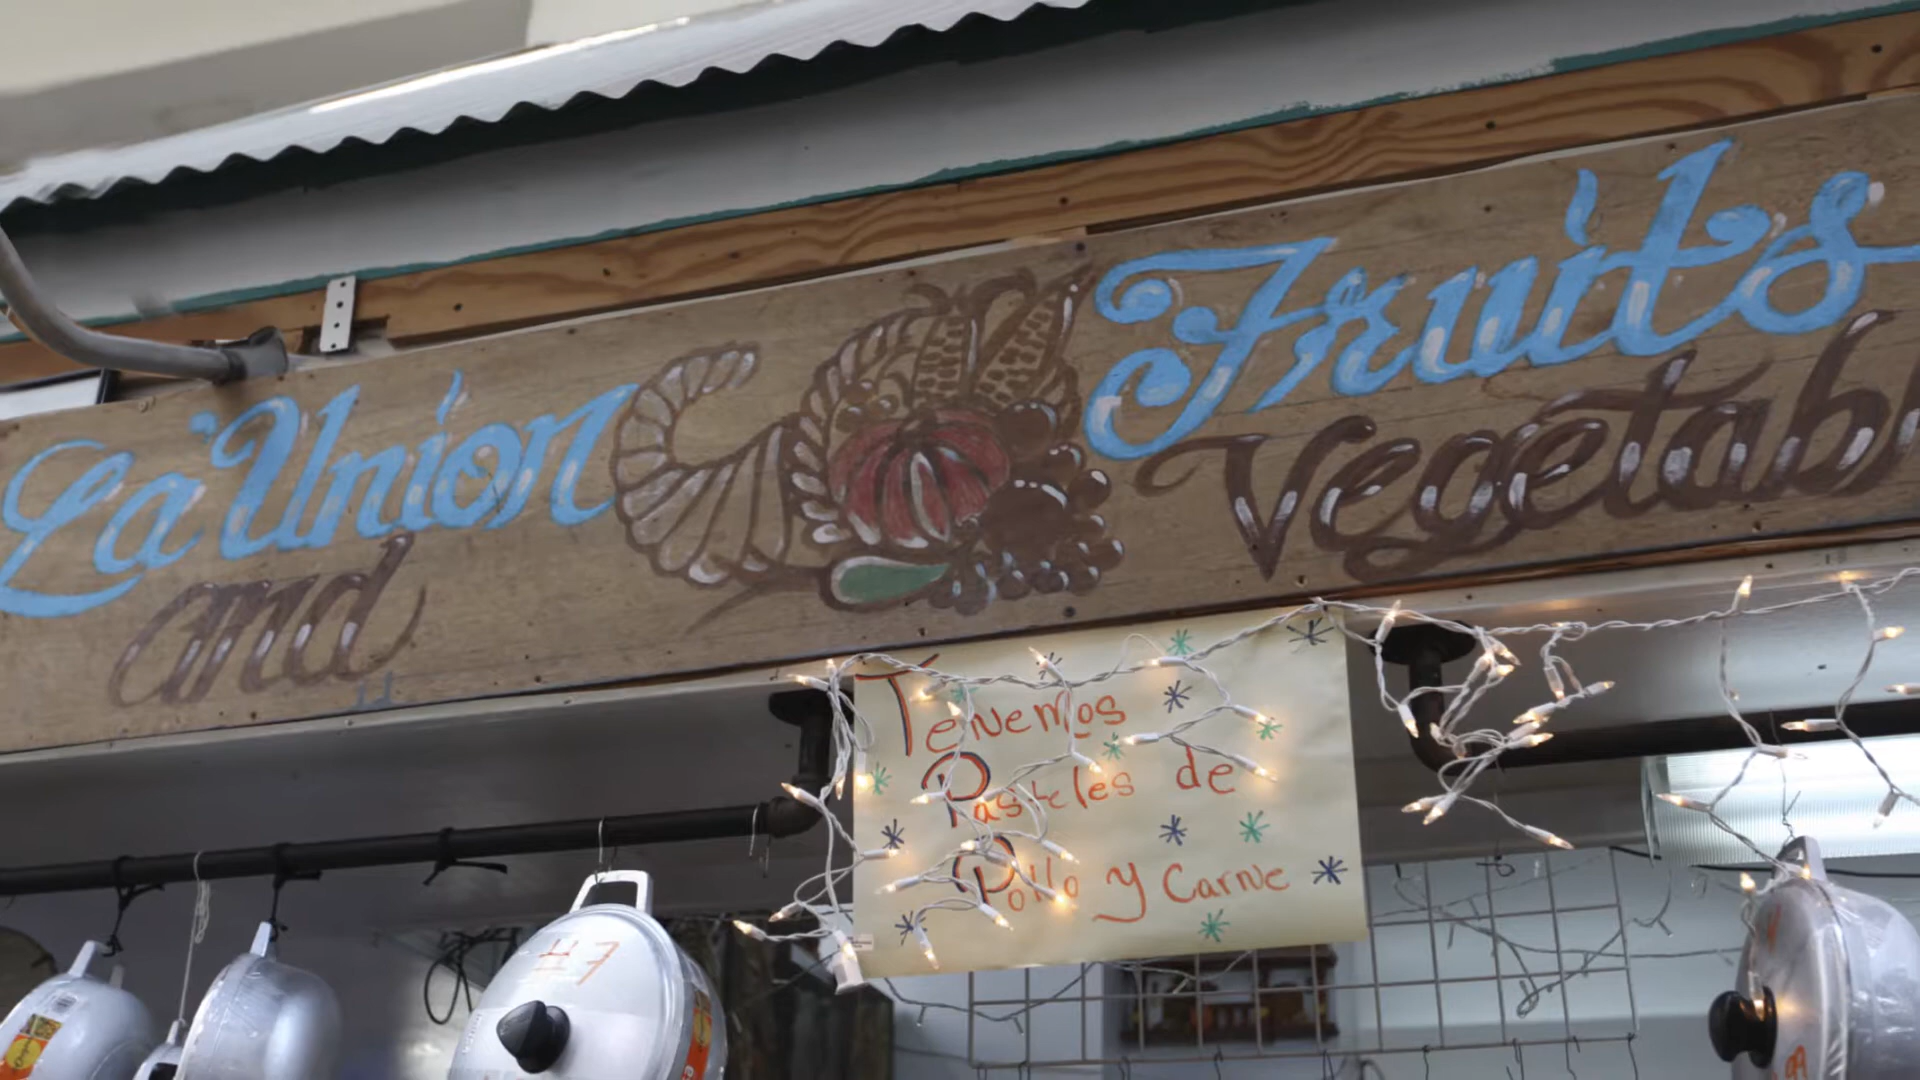 La Union
and
Fruits
Vegetabl
Tenemos
Pasteles de
Pollo y Carne
#7